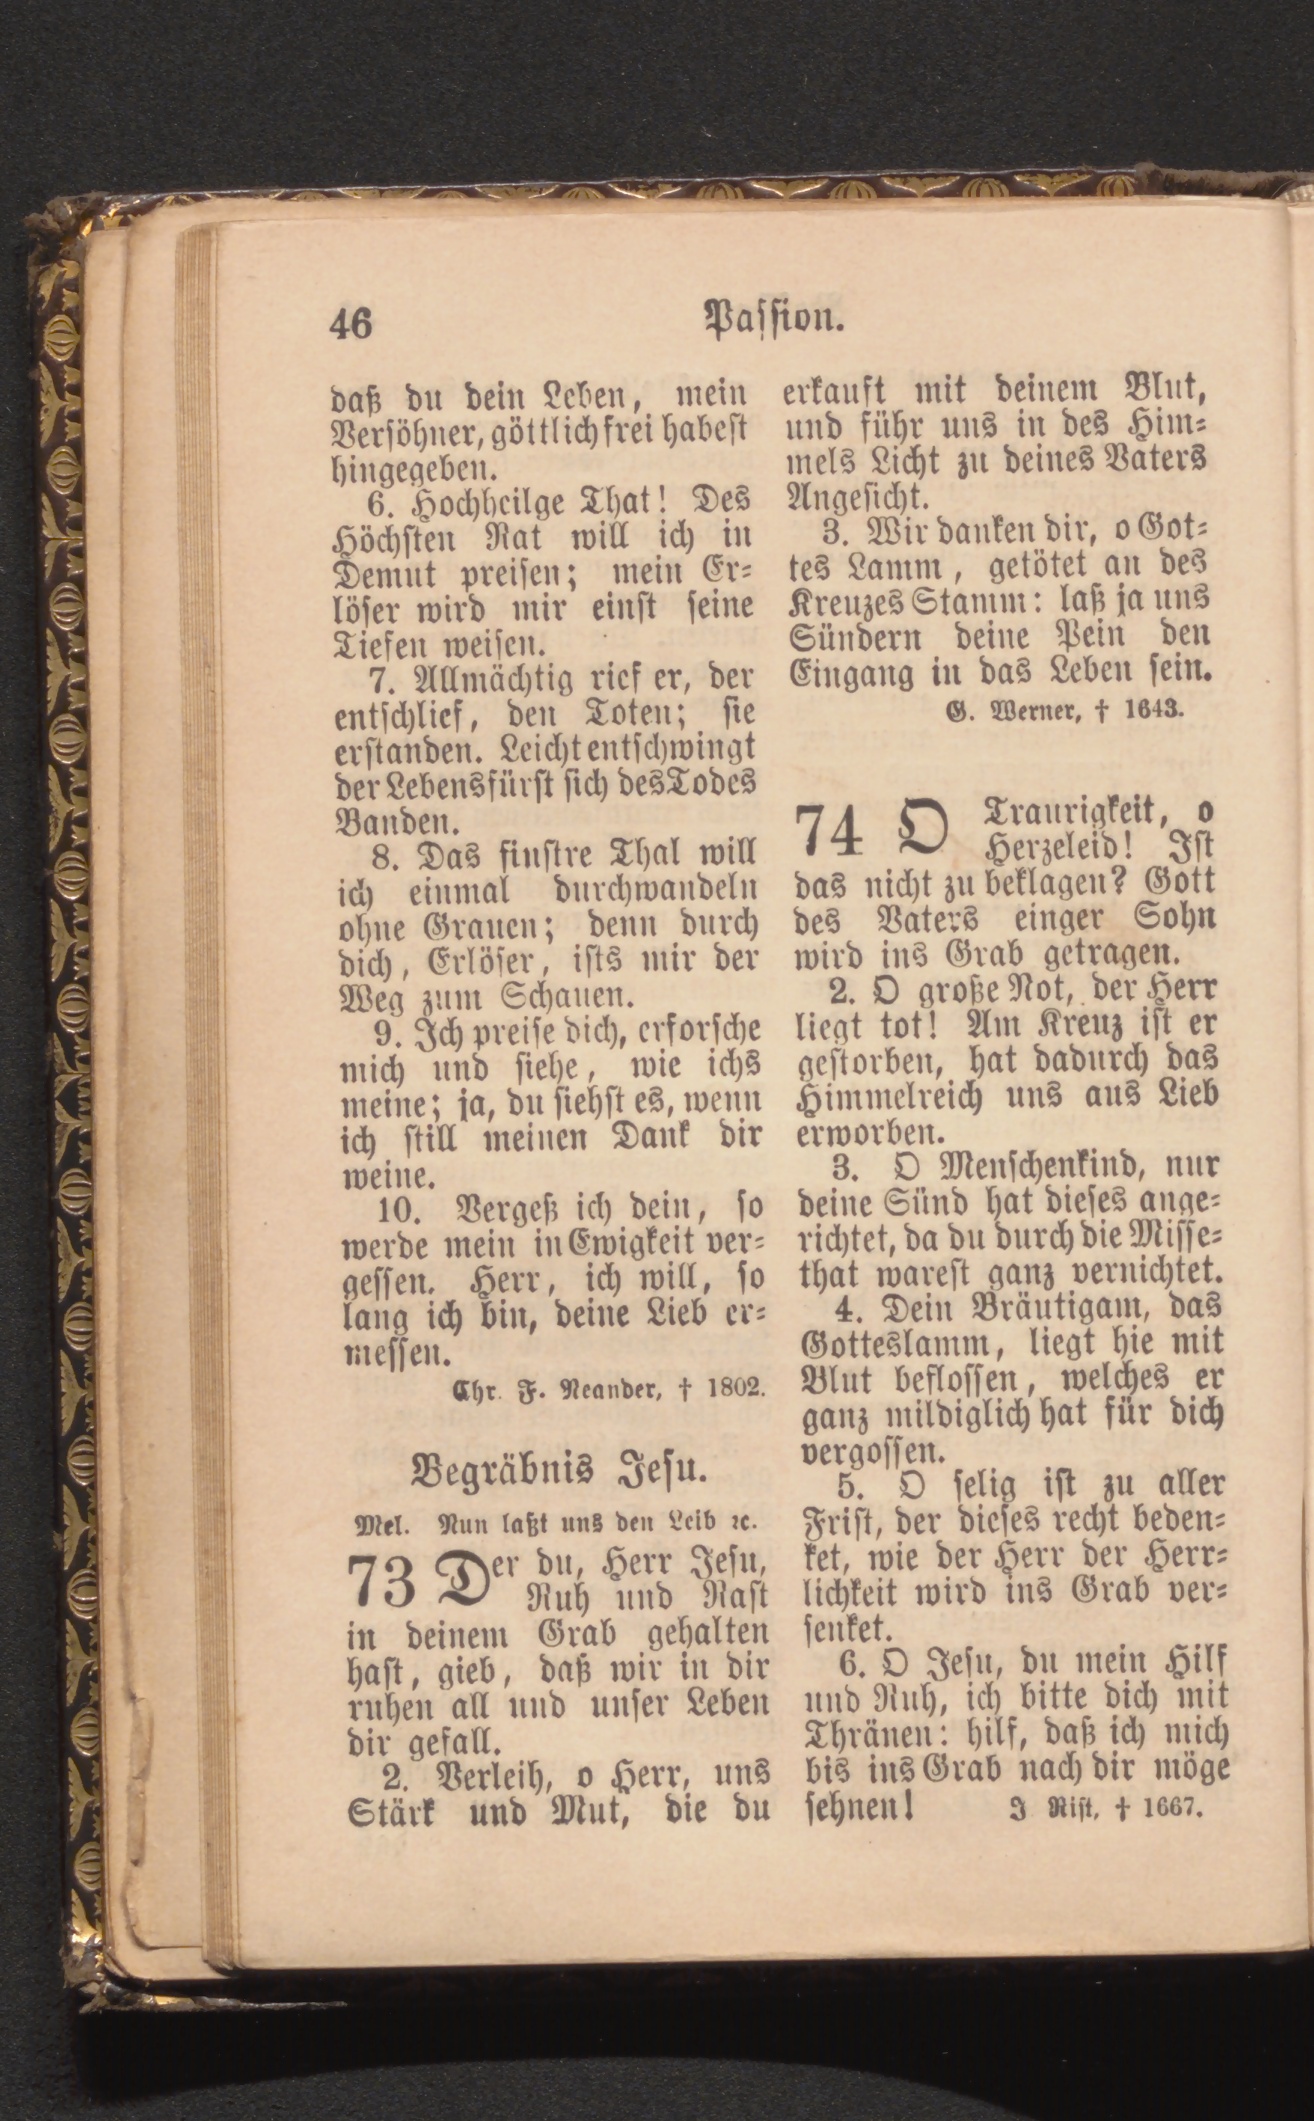 46
Passion.
daß du dein Leben, mein
Versöhner, göttlich frei habest
hingegeben.
6. Hochheilge That! Des
Höchsten Rat will ich in
Demut preisen; mein Er-
löser wird mir einst seine
Tiefen weisen.
7. Allmächtig rief er, der
entschlief, den Toten; sie
erstanden. Leicht entschwingt
der Lebensfürst sich des Todes
Banden.
8. Das finstre Thal will
ich einmal durchwandeln
ohne Grauen; denn durch
dich, Erlöser, ists mir der
Weg zum Schauen.
9. Ich preise dich, erforsche
mich und siehe, wie ichs
meine; ja, du siehst es, wenn
ich still meinen Dank dir
weine.
10. Vergeß ich dein, so
werde mein in Ewigkeit ver-
gessen. Herr, ich will, so
lang ich bin, deine Lieb er-
messen.
Chr. F. Neander, † 1802.
Begräbnis Jesu.
Mel. Nun laßt uns den Leib ꝛc.
73 Der du, Herr Jesu,
Ruh und Rast
in deinem Grab gehalten
hast, gieb, daß wir in dir
ruhen all und unser Leben
dir gefall.
2. Verleih, o Herr, uns
Stärk und Mut, die du
erkauft mit deinem Blut,
und führ uns in des Him-
mels Licht zu deines Vaters
Angesicht.
3. Wir danken dir, o Got-
tes Lamm, getötet an des
Kreuzes Stamm: laß ja uns
Sündern deine Pein den
Eingang in das Leben sein.
G. Werner, † 1643.
74 O Traurigkeit, o
Herzeleid! Ist
das nicht zu beklagen? Gott
des Vaters einger Sohn
wird ins Grab getragen.
2. O große Not, der Herr
liegt tot! Am Kreuz ist er
gestorben, hat dadurch das
Himmelreich uns aus Lieb
erworben.
3. O Menschenkind, nur
deine Sünd hat dieses ange-
richtet, da du durch die Misse-
that warest ganz vernichtet.
4. Dein Bräutigam, das
Gotteslamm, liegt hie mit
Blut beflossen, welches er
ganz mildiglich hat für dich
vergossen.
5. O selig ist zu aller
Frist, der dieses recht beden-
ket, wie der Herr der Herr-
lichkeit wird ins Grab ver-
senket.
6. O Jesu, du mein Hilf
und Ruh, ich bitte dich mit
Thränen: hilf, daß ich mich
bis ins Grab nach dir möge
sehnen! J Rist, † 1667.